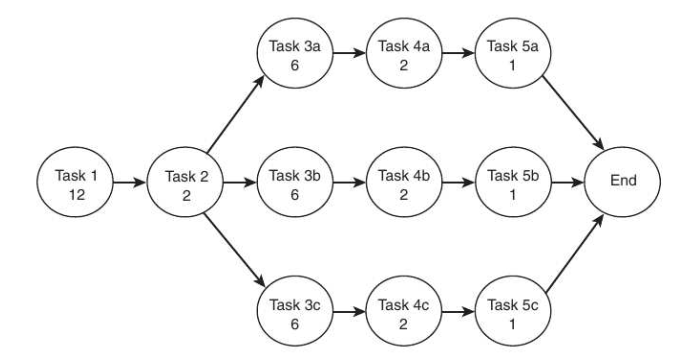 Task 3a
6
Task 4a
2
Task 5a
1
Task 1
12
Task 2
2
Task 3b
6
Task 4b
2
Task 5b
1
End
Task 3c
6
Task 4c
2
Task 5c
1